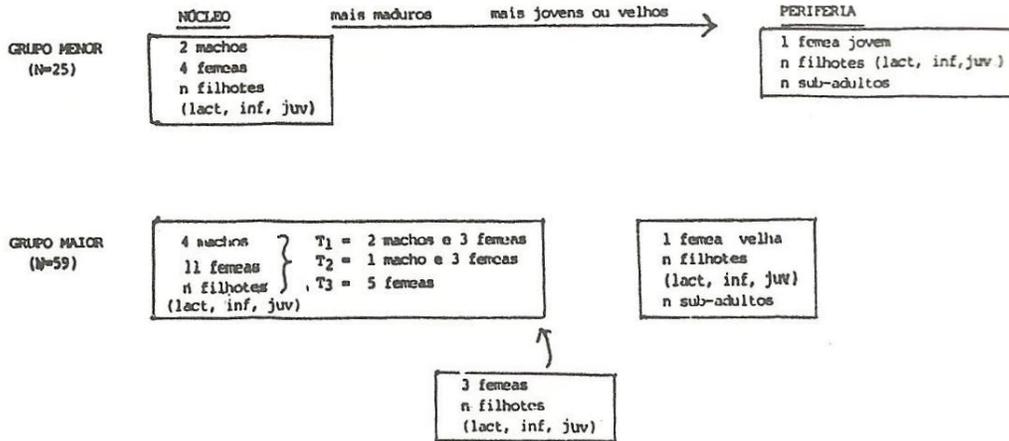 NÚCLEO
mais maduros mais jovens ou velhos
PERIFERIA
GRUPO MENOR
(N=25)
2 machos
4 femeas
n filhotes
(lact, inf, juv)
1 femea jovem
n filhotes (lact, inf, juv)
n sub-adultos
GRUPO MAIOR
(N=59)
4 machos
11 femeas
n filhotes
(lact, inf, juv)
T1 = 2 machos e 3 femeas
T2 = 1 macho e 3 femeas
T3 = 5 femeas
1 femea velha
n filhotes
(lact, inf, juv)
n sub-adultos
3 femeas
n filhotes
(lact, inf, juv)